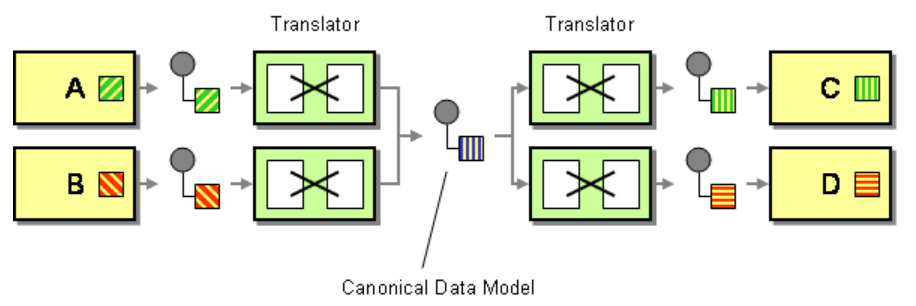 Translator
Translator
A
C
B
D
Canonical Data Model